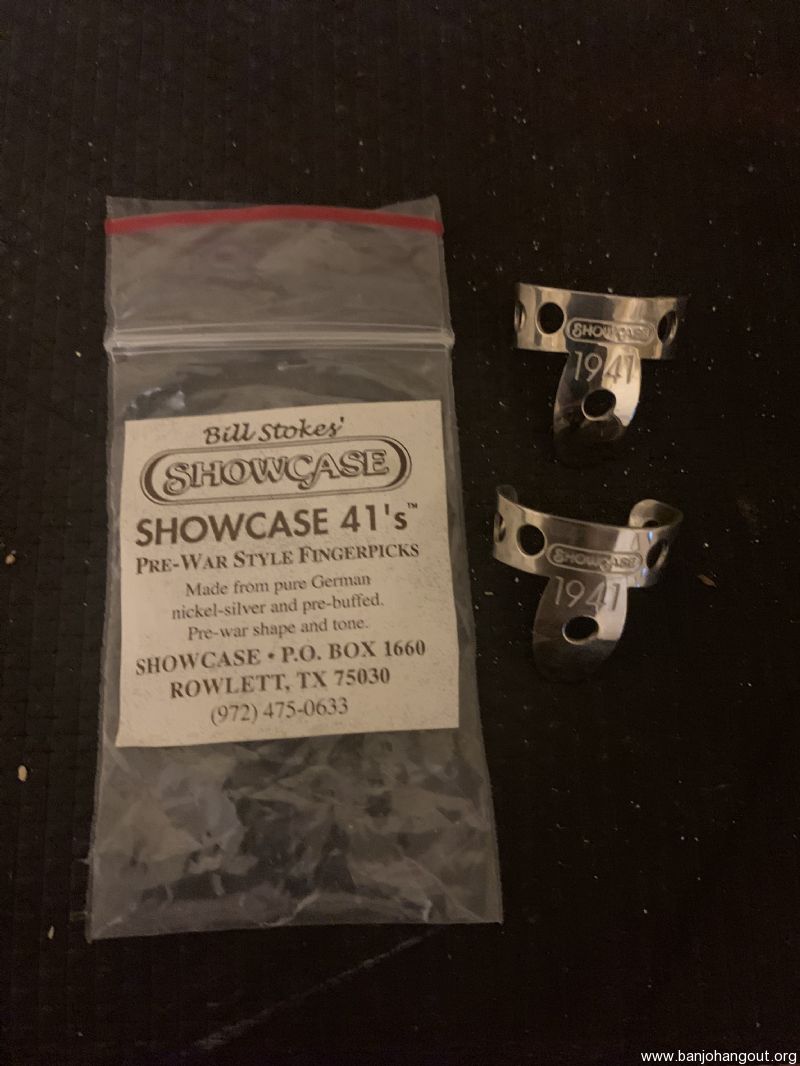 Bill Stokes'
SHOWCASE
SHOWCASE 41's™
PRE-WAR STYLE FINGERPICKS
Made from pure German
nickel-silver and pre-buffed.
Pre-war shape and tone.
SHOWCASE • P.O. BOX 1660
ROWLETT, TX 75030
(972) 475-0633
SHOWCASE
1941
SHOWCASE
1941
www.banjohangout.org